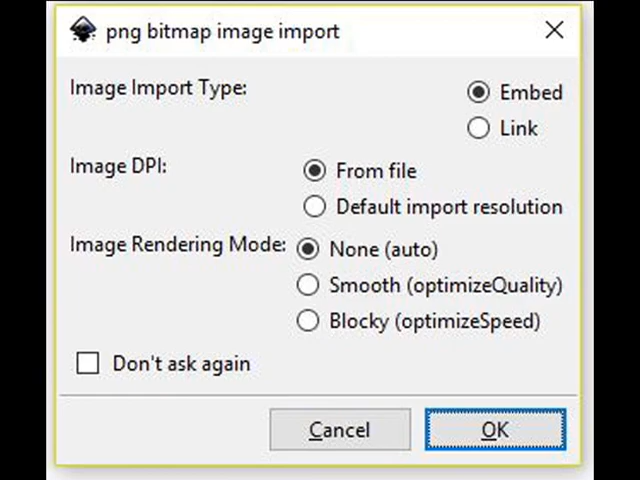 png bitmap image import
Image Import Type:
Embed
Link
Image DPI:
From file
Default import resolution
Image Rendering Mode:
None (auto)
Smooth (optimizeQuality)
Blocky (optimizeSpeed)
Don't ask again
Cancel
OK